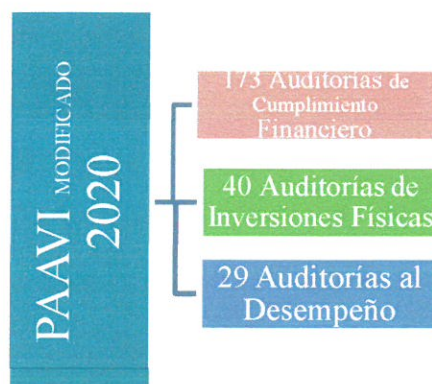 PAAVI MODIFICADO
2020
173 Auditorías de
Cumplimiento
Financiero
40 Auditorías de
Inversiones Físicas
29 Auditorías al
Desempeño